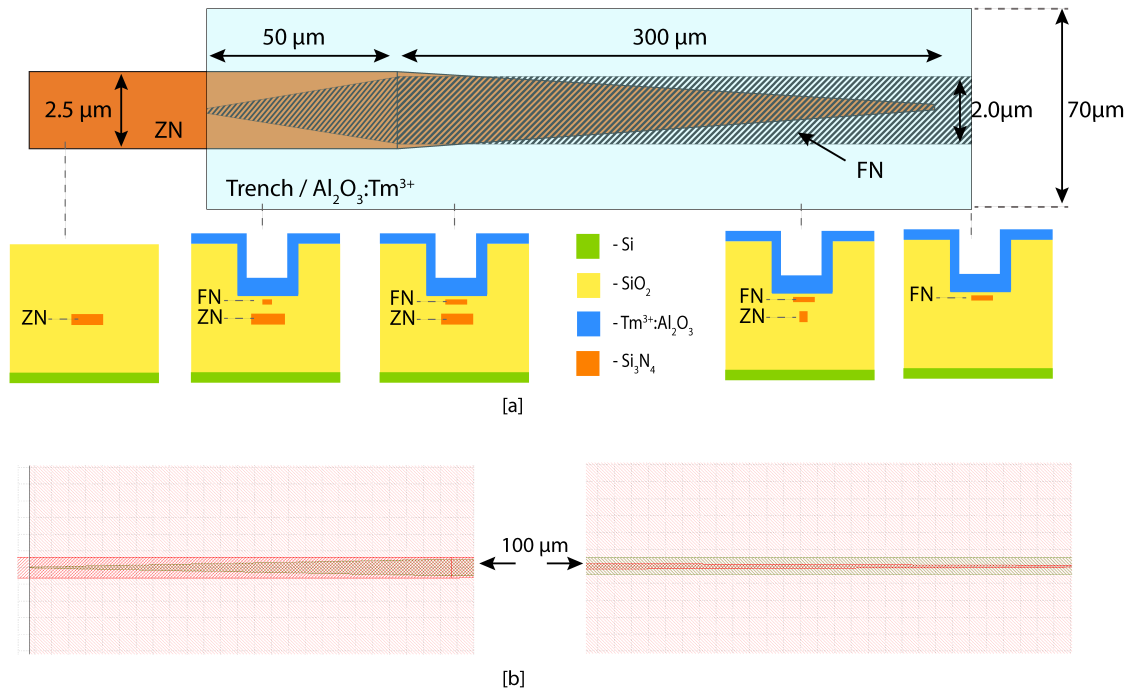 50 µm
300 µm
2.5 µm
ZN
2.0µm
70µm
FN
Trench / Al₂O₃:Tm³⁺
ZN
FN
ZN
FN
ZN
- Si
- SiO₂
- Tm³⁺:Al₂O₃
- Si₃N₄
FN
ZN
FN
[a]
100 µm
[b]